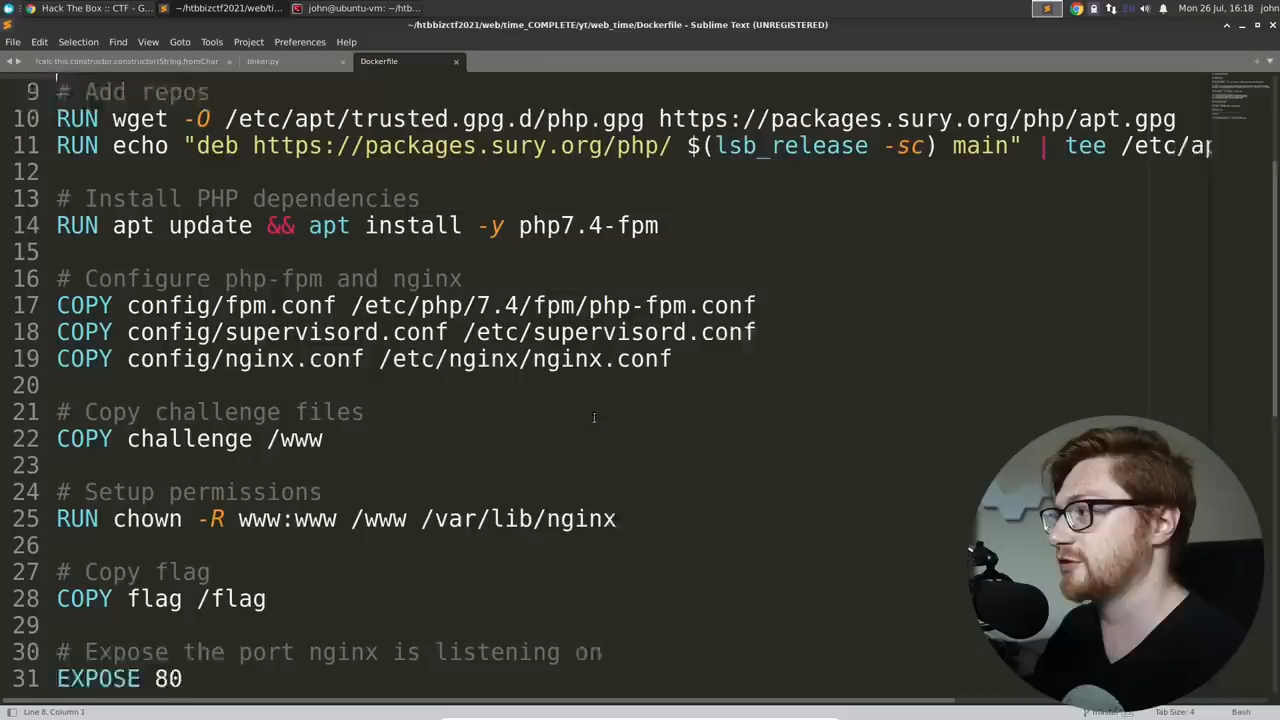 Hack The Box :: CTF - G...
~/htbbizctf2021/web/ti...
john@ubuntu-vm: ~/htb...
EN
Mon 26 Jul, 16:18
john
~/htbbizctf2021/web/time_COMPLETE/yt/web_time/Dockerfile - Sublime Text (UNREGISTERED)
File Edit Selection Find View Goto Tools Project Preferences Help
!calc this.constructor.constructor(String.fromChar
tinker.py
Dockerfile
9 # Add repos
10 RUN wget -O /etc/apt/trusted.gpg.d/php.gpg https://packages.sury.org/php/apt.gpg
11 RUN echo "deb https://packages.sury.org/php/ $(lsb_release -sc) main" | tee /etc/ap
12
13 # Install PHP dependencies
14 RUN apt update && apt install -y php7.4-fpm
15
16 # Configure php-fpm and nginx
17 COPY config/fpm.conf /etc/php/7.4/fpm/php-fpm.conf
18 COPY config/supervisord.conf /etc/supervisord.conf
19 COPY config/nginx.conf /etc/nginx/nginx.conf
20
21 # Copy challenge files
22 COPY challenge /www
23
24 # Setup permissions
25 RUN chown -R www:www /www /var/lib/nginx
26
27 # Copy flag
28 COPY flag /flag
29
30 # Expose the port nginx is listening on
31 EXPOSE 80
Line 8, Column 1
Tab Size: 4
Bash